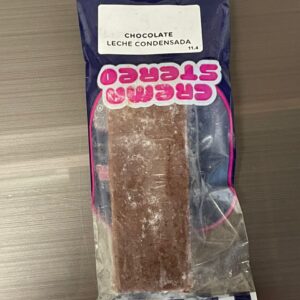 CHOCOLATE
LECHE CONDENSADA
11.4
CREMA
STEREO